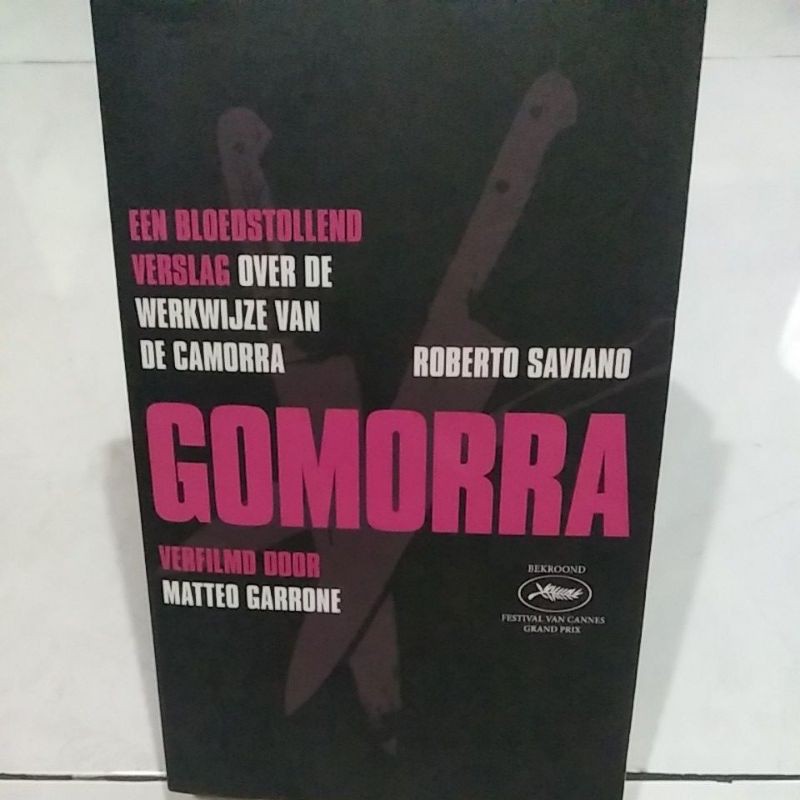 EEN BLOEDSTOLLEND
VERSLAG OVER DE
WERKWIJZE VAN
DE CAMORRA
ROBERTO SAVIANO
GOMORRA
VERFILMD DOOR
MATTEO GARRONE
BEKROOND
FESTIVAL VAN CANNES
GRAND PRIX